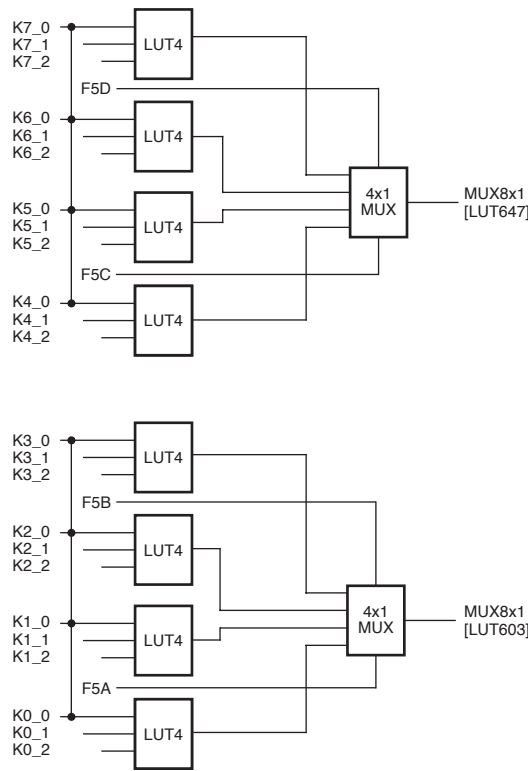 K7_0
K7_1
K7_2
LUT4
F5D
K6_0
K6_1
K6_2
LUT4
4x1
MUX
MUX8x1
[LUT647]
K5_0
K5_1
K5_2
LUT4
F5C
K4_0
K4_1
K4_2
LUT4
K3_0
K3_1
K3_2
LUT4
F5B
K2_0
K2_1
K2_2
LUT4
4x1
MUX
MUX8x1
[LUT603]
K1_0
K1_1
K1_2
LUT4
F5A
K0_0
K0_1
K0_2
LUT4